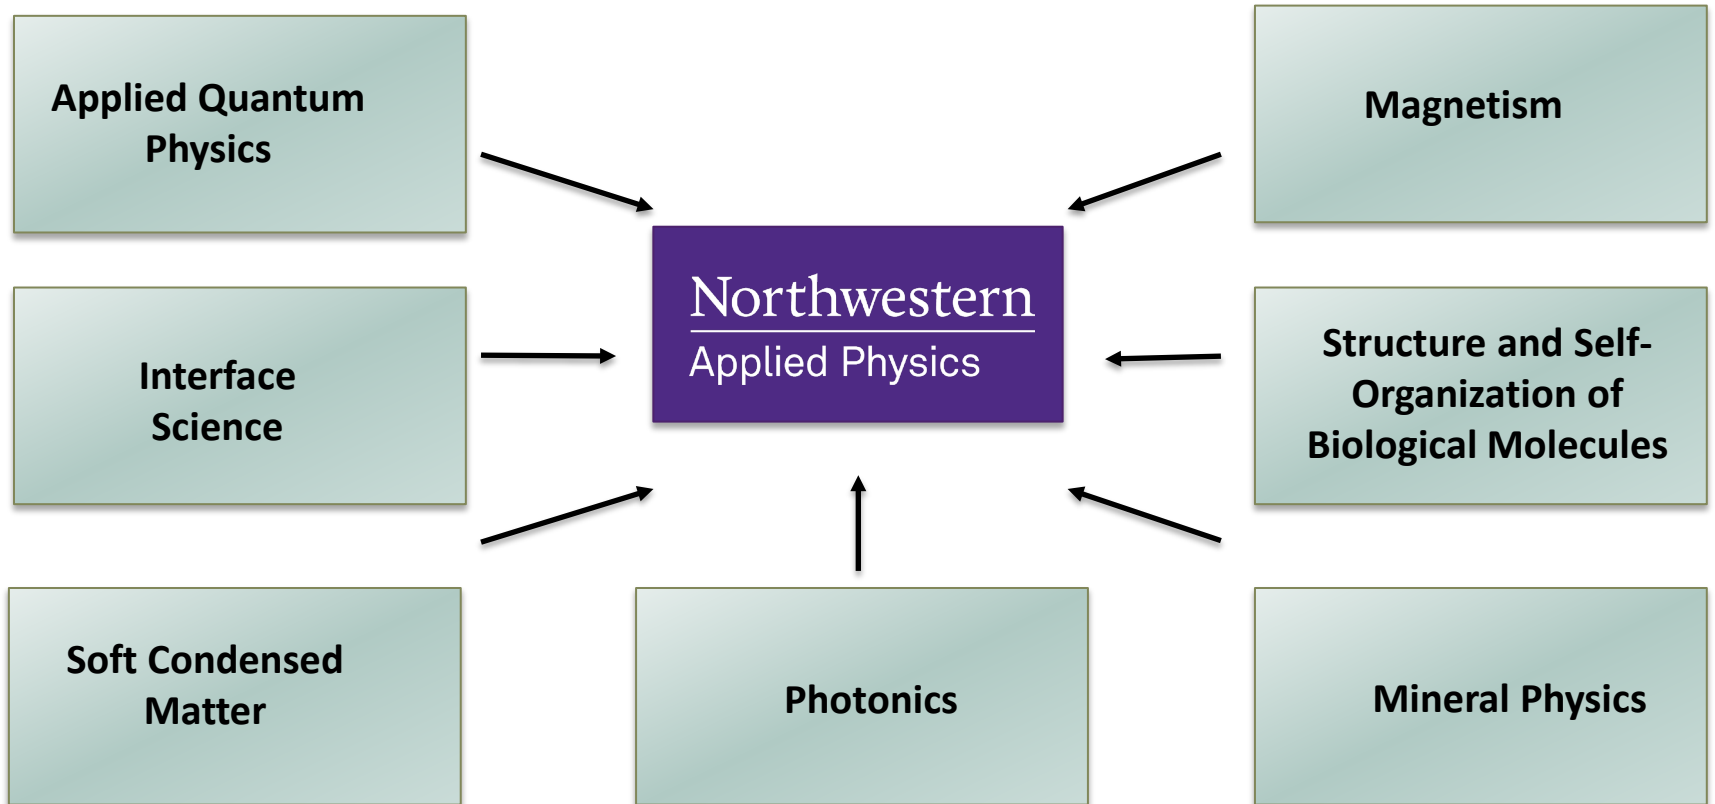 Applied Quantum
Physics
Magnetism
Northwestern
Applied Physics
Interface
Science
Structure and Self-
Organization of
Biological Molecules
Soft Condensed
Matter
Photonics
Mineral Physics